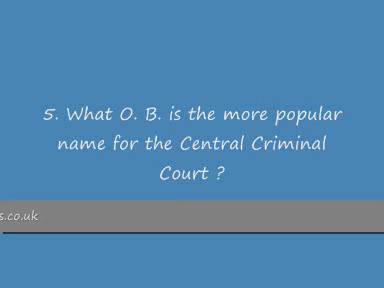 5. What O. B. is the more popular
name for the Central Criminal
Court ?
s.co.uk